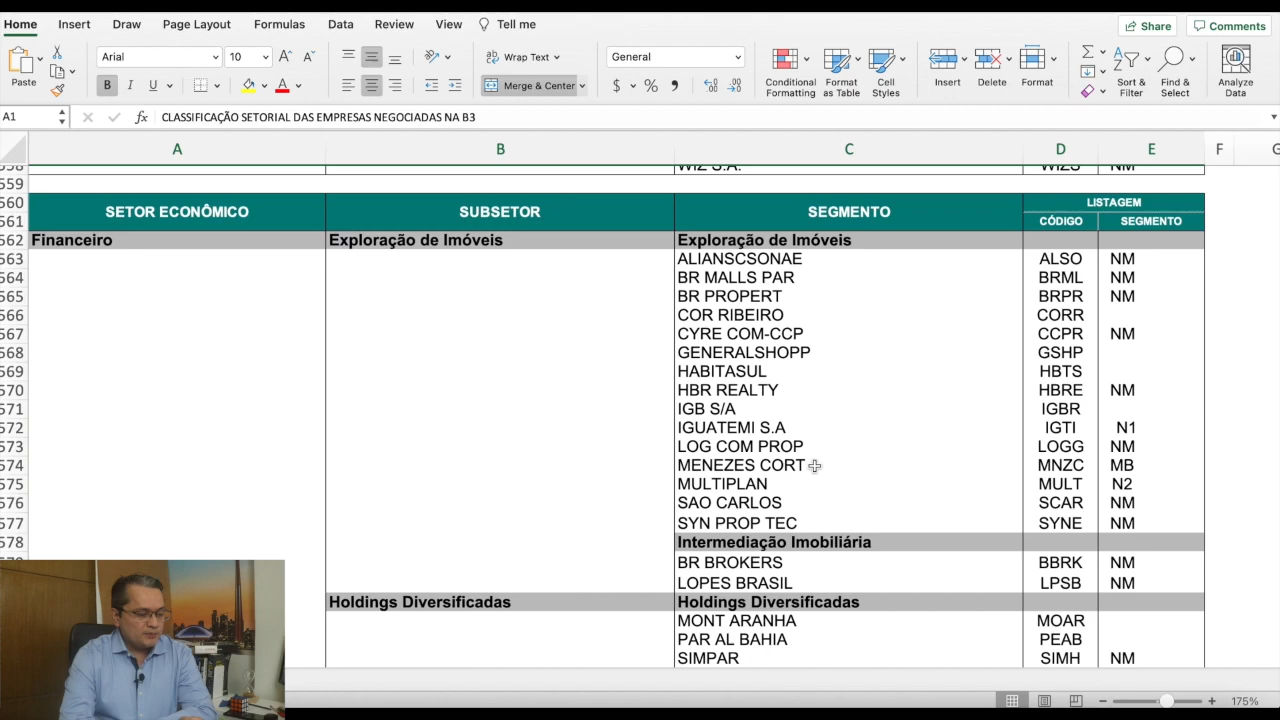 Home Insert Draw Page Layout Formulas Data Review View Tell me Share Comments
Paste Arial 10 A A B I U A ab Wrap Text Merge & Center General $ % Conditional Formatting Format as Table Cell Styles Insert Delete Format Sort & Filter Find & Select Analyze Data
A1 fx CLASSIFICAÇÃO SETORIAL DAS EMPRESAS NEGOCIADAS NA B3
A B C D E F G
558 WIZ S.A. WIZS NM
559
560 SETOR ECONÔMICO SUBSETOR SEGMENTO LISTAGEM
561 CÓDIGO SEGMENTO
562 Financeiro Exploração de Imóveis Exploração de Imóveis
563 ALIANSCSONAE ALSO NM
564 BR MALLS PAR BRML NM
565 BR PROPERT BRPR NM
566 COR RIBEIRO CORR
567 CYRE COM-CCP CCPR NM
568 GENERALSHOPP GSHP
569 HABITASUL HBTS
570 HBR REALTY HBRE NM
571 IGB S/A IGBR
572 IGUATEMI S.A IGTI N1
573 LOG COM PROP LOGG NM
574 MENEZES CORT MNZC MB
575 MULTIPLAN MULT N2
576 SAO CARLOS SCAR NM
577 SYN PROP TEC SYNE NM
578 Intermediação Imobiliária
BR BROKERS BBRK NM
LOPES BRASIL LPSB NM
Holdings Diversificadas Holdings Diversificadas
MONT ARANHA MOAR
PAR AL BAHIA PEAB
SIMPAR SIMH NM
175%